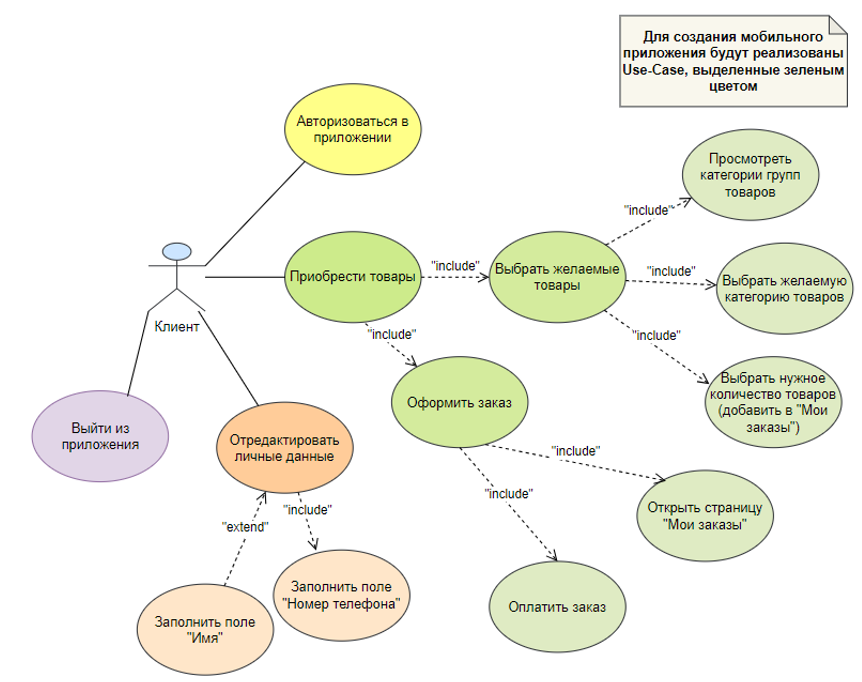 Для создания мобильного
приложения будут реализованы
Use-Case, выделенные зеленым
цветом
Авторизоваться в
приложении
Просмотреть
категории групп
товаров
"include"
Приобрести товары
"include"
Выбрать желаемые
товары
"include"
Выбрать желаемую
категорию товаров
Клиент
"include"
"include"
Выбрать нужное
количество товаров
(добавить в "Мои
заказы")
Оформить заказ
Выйти из
приложения
Отредактировать
личные данные
"include"
"include"
Открыть страницу
"Мои заказы"
"extend"
"include"
Заполнить поле
"Номер телефона"
Оплатить заказ
Заполнить поле
"Имя"